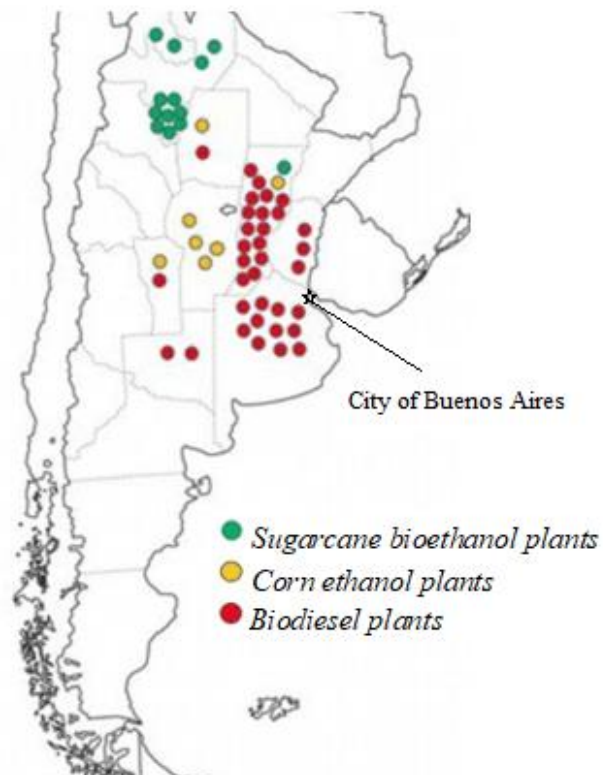 City of Buenos Aires
Sugarcane bioethanol plants
Corn ethanol plants
Biodiesel plants